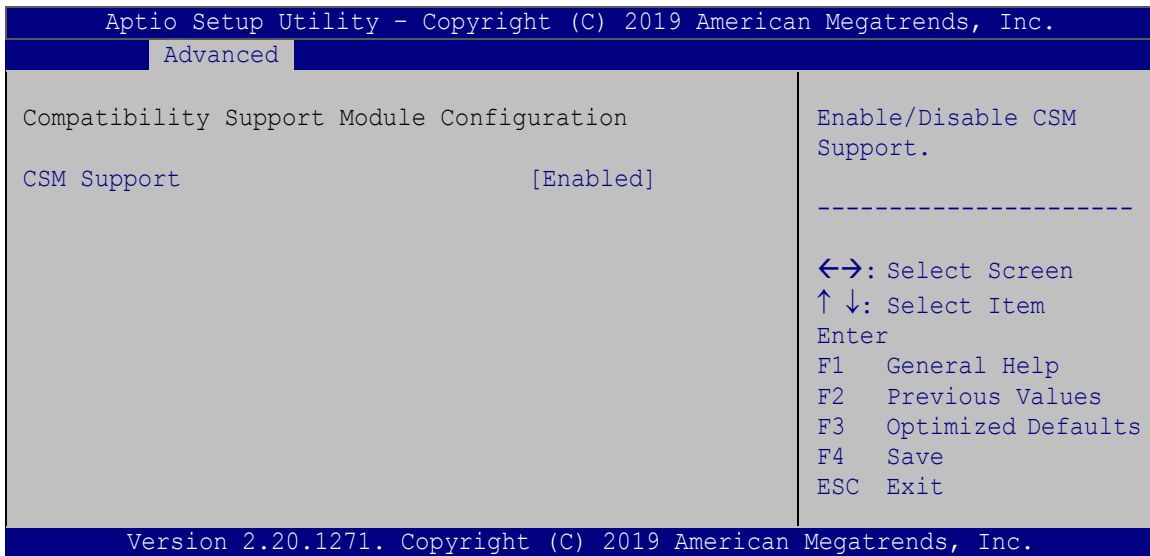 Aptio Setup Utility – Copyright (C) 2019 American Megatrends, Inc.
Advanced
Compatibility Support Module Configuration
CSM Support [Enabled]
Enable/Disable CSM
Support.
----------------------
←→: Select Screen
↑ ↓: Select Item
Enter
F1 General Help
F2 Previous Values
F3 Optimized Defaults
F4 Save
ESC Exit
Version 2.20.1271. Copyright (C) 2019 American Megatrends, Inc.